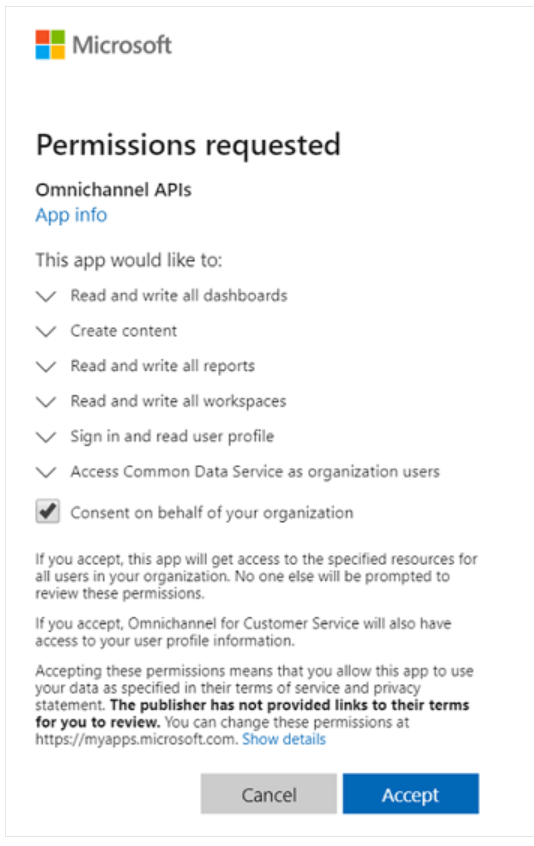 Microsoft
Permissions requested
Omnichannel APIs
App info
This app would like to:
Read and write all dashboards
Create content
Read and write all reports
Read and write all workspaces
Sign in and read user profile
Access Common Data Service as organization users
Consent on behalf of your organization
If you accept, this app will get access to the specified resources for
all users in your organization. No one else will be prompted to
review these permissions.
If you accept, Omnichannel for Customer Service will also have
access to your user profile information.
Accepting these permissions means that you allow this app to use
your data as specified in their terms of service and privacy
statement. The publisher has not provided links to their terms
for you to review. You can change these permissions at
https://myapps.microsoft.com. Show details
Cancel Accept